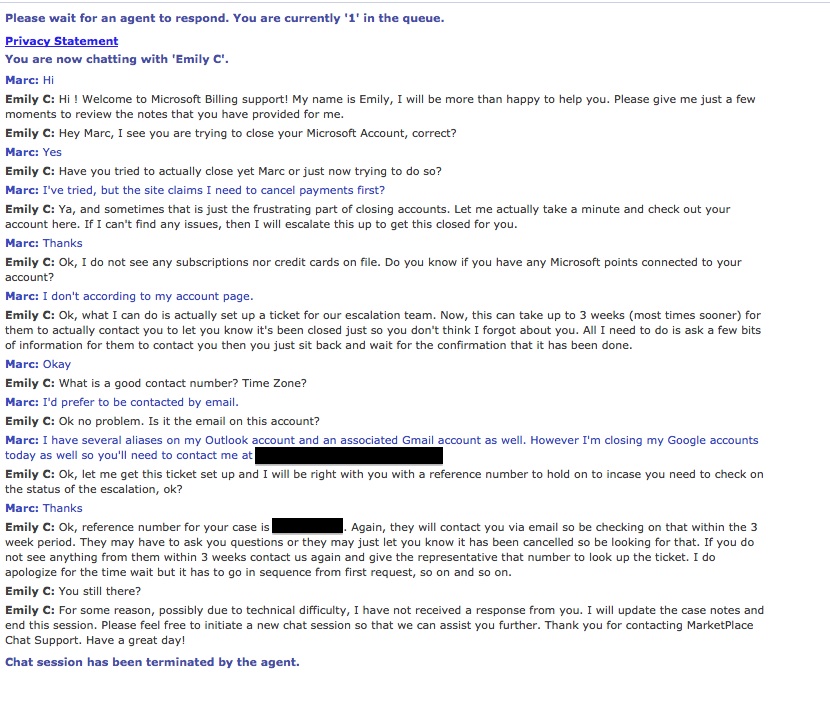 Please wait for an agent to respond. You are currently '1' in the queue.
Privacy Statement
You are now chatting with 'Emily C'.
Marc: Hi
Emily C: Hi ! Welcome to Microsoft Billing support! My name is Emily, I will be more than happy to help you. Please give me just a few
moments to review the notes that you have provided for me.
Emily C: Hey Marc, I see you are trying to close your Microsoft Account, correct?
Marc: Yes
Emily C: Have you tried to actually close yet Marc or just now trying to do so?
Marc: I've tried, but the site claims I need to cancel payments first?
Emily C: Ya, and sometimes that is just the frustrating part of closing accounts. Let me actually take a minute and check out your
account here. If I can't find any issues, then I will escalate this up to get this closed for you.
Marc: Thanks
Emily C: Ok, I do not see any subscriptions nor credit cards on file. Do you know if you have any Microsoft points connected to your
account?
Marc: I don't according to my account page.
Emily C: Ok, what I can do is actually set up a ticket for our escalation team. Now, this can take up to 3 weeks (most times sooner) for
them to actually contact you to let you know it's been closed just so you don't think I forgot about you. All I need to do is ask a few bits
of information for them to contact you then you just sit back and wait for the confirmation that it has been done.
Marc: Okay
Emily C: What is a good contact number? Time Zone?
Marc: I'd prefer to be contacted by email.
Emily C: Ok no problem. Is it the email on this account?
Marc: I have several aliases on my Outlook account and an associated Gmail account as well. However I'm closing my Google accounts
today as well so you'll need to contact me at
Emily C: Ok, let me get this ticket set up and I will be right with you with a reference number to hold on to incase you need to check on
the status of the escalation, ok?
Marc: Thanks
Emily C: Ok, reference number for your case is . Again, they will contact you via email so be checking on that within the 3
week period. They may have to ask you questions or they may just let you know it has been cancelled so be looking for that. If you do
not see anything from them within 3 weeks contact us again and give the representative that number to look up the ticket. I do
apologize for the time wait but it has to go in sequence from first request, so on and so on.
Emily C: You still there?
Emily C: For some reason, possibly due to technical difficulty, I have not received a response from you. I will update the case notes and
end this session. Please feel free to initiate a new chat session so that we can assist you further. Thank you for contacting MarketPlace
Chat Support. Have a great day!
Chat session has been terminated by the agent.